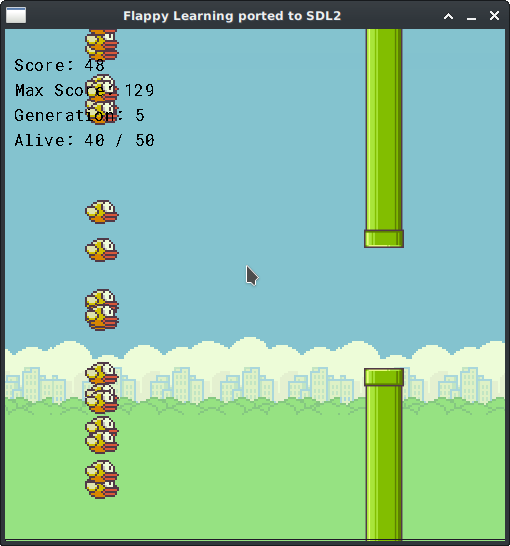 Flappy Learning ported to SDL2
Score: 48
Max Score: 129
Generation: 5
Alive: 40 / 50